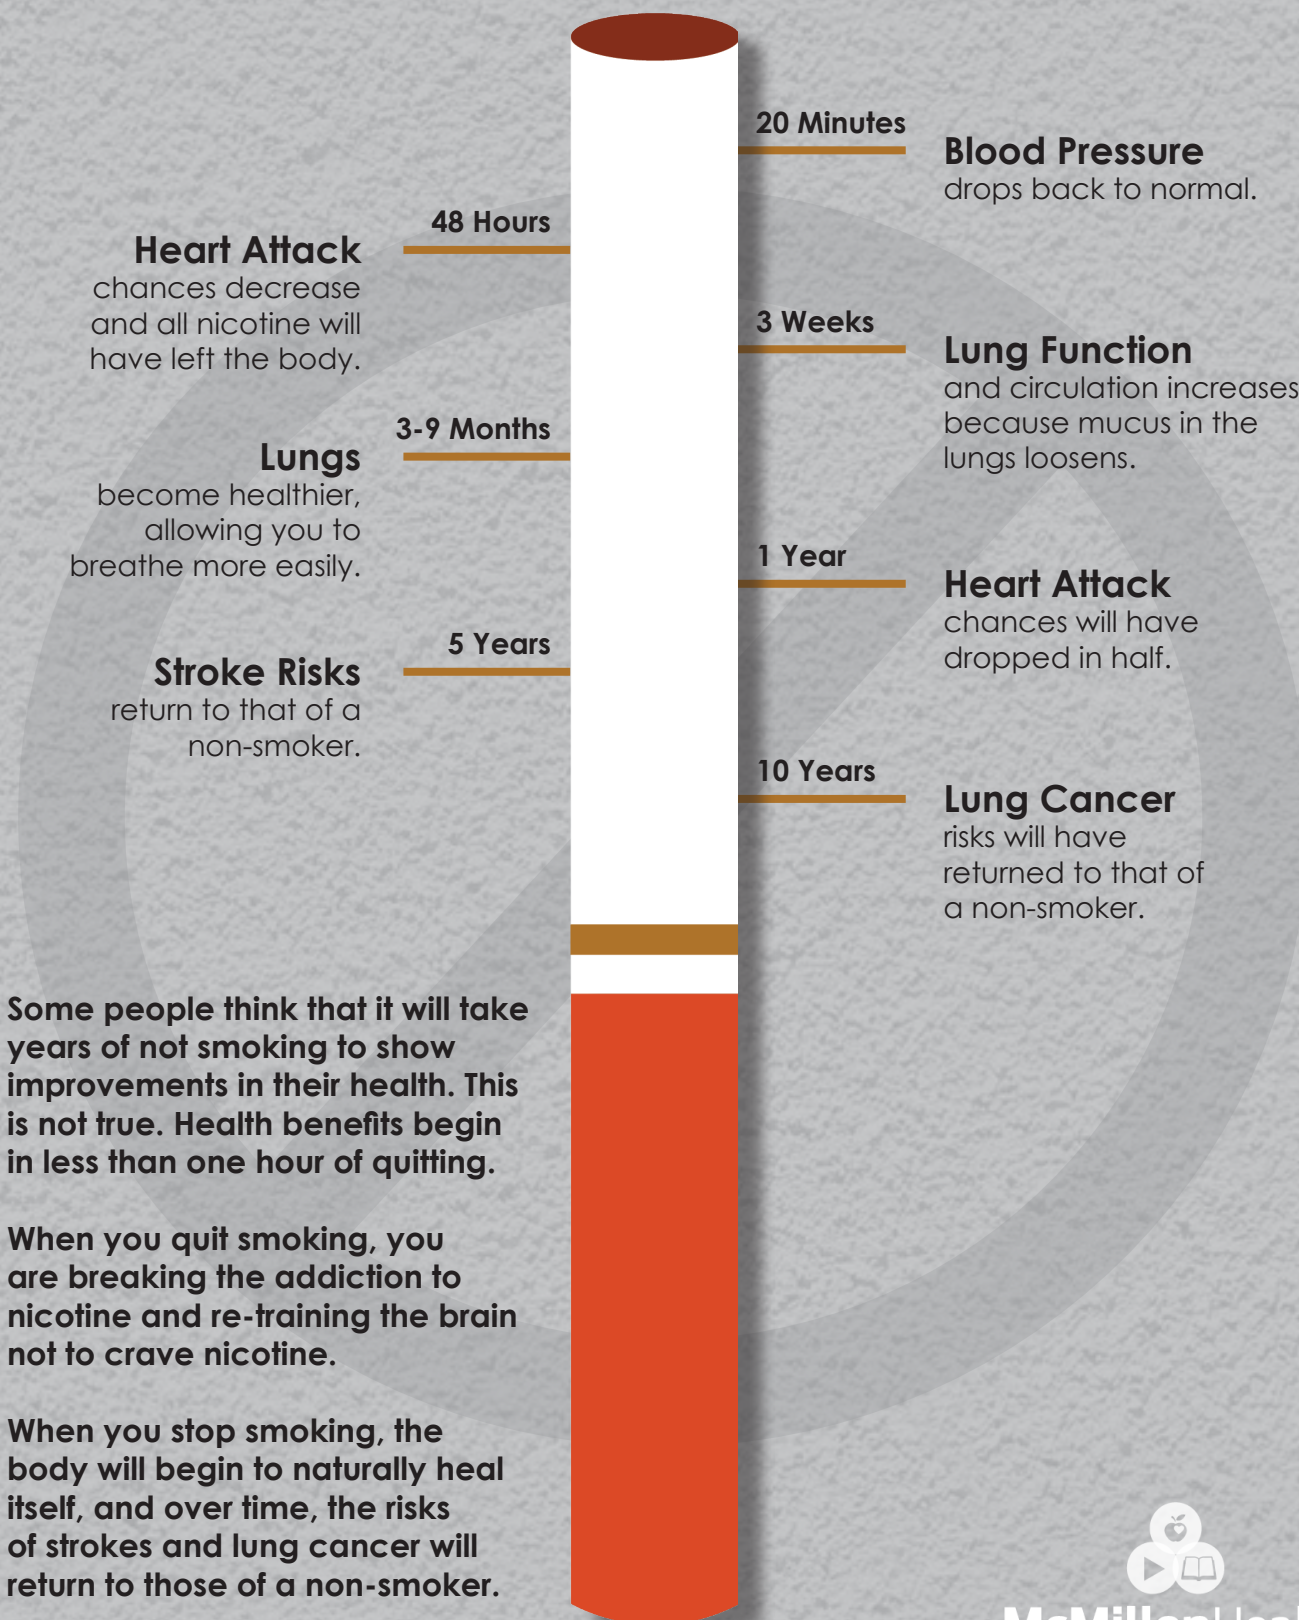 20 Minutes
Blood Pressure
drops back to normal.
48 Hours
Heart Attack
chances decrease
and all nicotine will
have left the body.
3 Weeks
Lung Function
and circulation increases
because mucus in the
lungs loosens.
3-9 Months
Lungs
become healthier,
allowing you to
breathe more easily.
1 Year
Heart Attack
chances will have
dropped in half.
5 Years
Stroke Risks
return to that of a
non-smoker.
10 Years
Lung Cancer
risks will have
returned to that of
a non-smoker.
Some people think that it will take
years of not smoking to show
improvements in their health. This
is not true. Health benefits begin
in less than one hour of quitting.
When you quit smoking, you
are breaking the addiction to
nicotine and re-training the brain
not to crave nicotine.
When you stop smoking, the
body will begin to naturally heal
itself, and over time, the risks
of strokes and lung cancer will
return to those of a non-smoker.